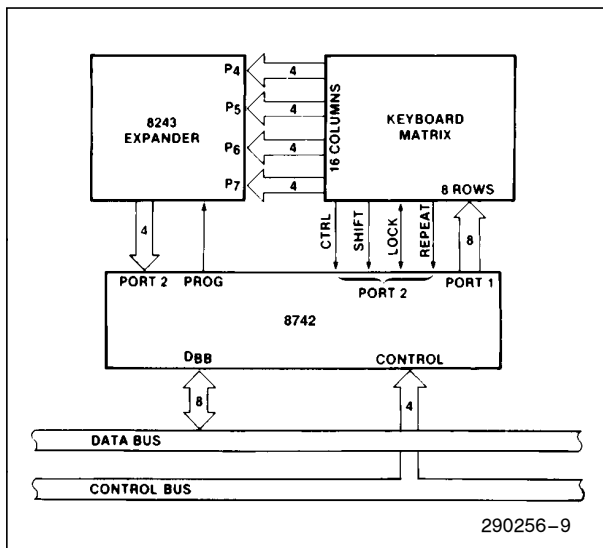 P4
4
P5
4
P6
4
P7
4
8243
EXPANDER
16 COLUMNS
KEYBOARD
MATRIX
8 ROWS
4
CTRL
SHIFT
LOCK
REPEAT
8
PORT 2
PROG
PORT 2
PORT 1
8742
DBB
CONTROL
8
4
DATA BUS
CONTROL BUS
290256-9